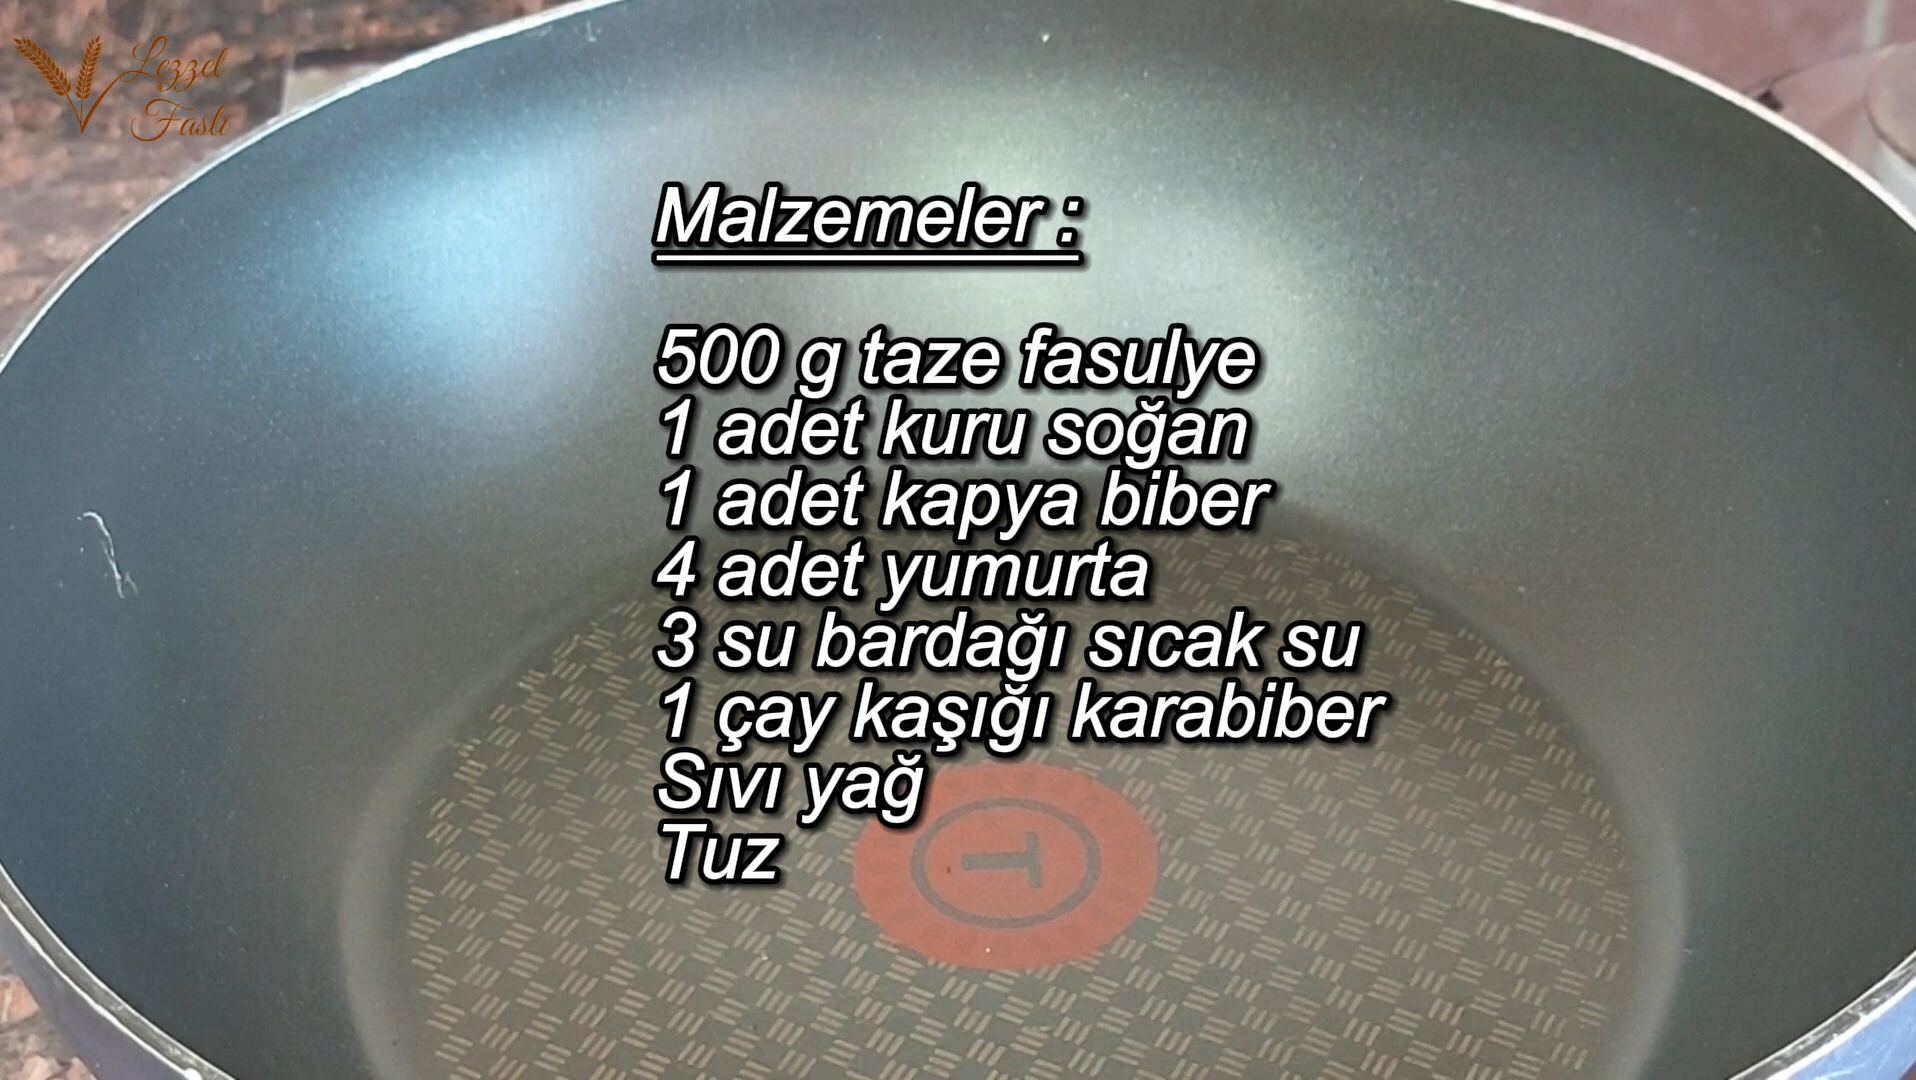 Lezzet
Faslı
Malzemeler :
500 g taze fasulye
1 adet kuru soğan
1 adet kapya biber
4 adet yumurta
3 su bardağı sıcak su
1 çay kaşığı karabiber
Sıvı yağ
Tuz
T